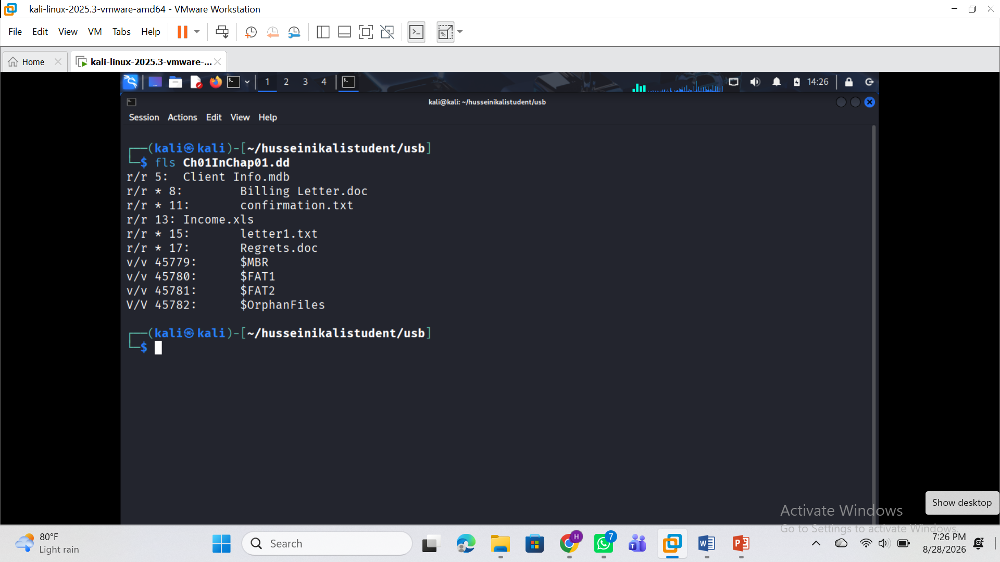 kali-linux-2025.3-vmware-amd64 - VMware Workstation
File Edit View VM Tabs Help
Home
kali-linux-2025.3-vmware-...
1 2 3 4
14:26
kali@kali: ~/husseinikalistudent/usb
Session Actions Edit View Help
┌──(kali㉿kali)-[~/husseinikalistudent/usb]
└─$ fls Ch01InChap01.dd
r/r 5:  Client Info.mdb
r/r * 8:        Billing Letter.doc
r/r * 11:       confirmation.txt
r/r 13: Income.xls
r/r * 15:       letter1.txt
r/r * 17:       Regrets.doc
v/v 45779:      $MBR
v/v 45780:      $FAT1
v/v 45781:      $FAT2
V/V 45782:      $OrphanFiles
┌──(kali㉿kali)-[~/husseinikalistudent/usb]
└─$
Show desktop
Activate Windows
Go to Settings to activate Windows.
80°F
Light rain
Search
H
7
7:26 PM
8/28/2026